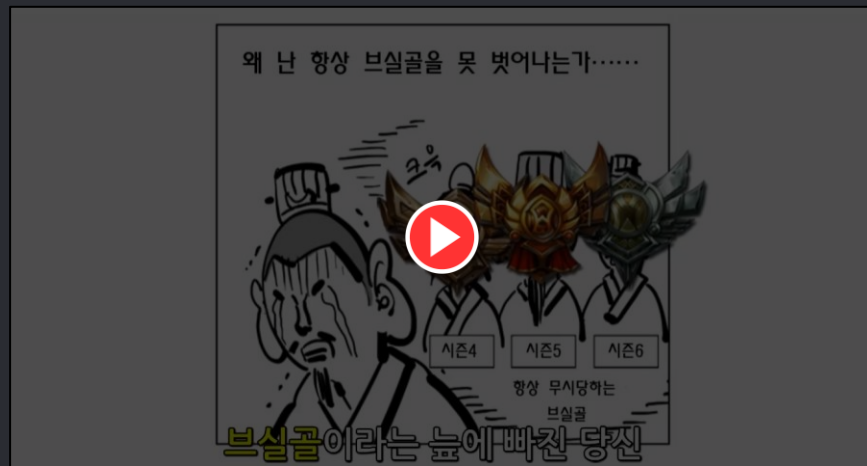 왜 난 항상 브실골을 못 벗어나는가……
크윽
시즌4
시즌5
시즌6
항상 무시당하는
브실골
브실골이라는 늪에 빠진 당신